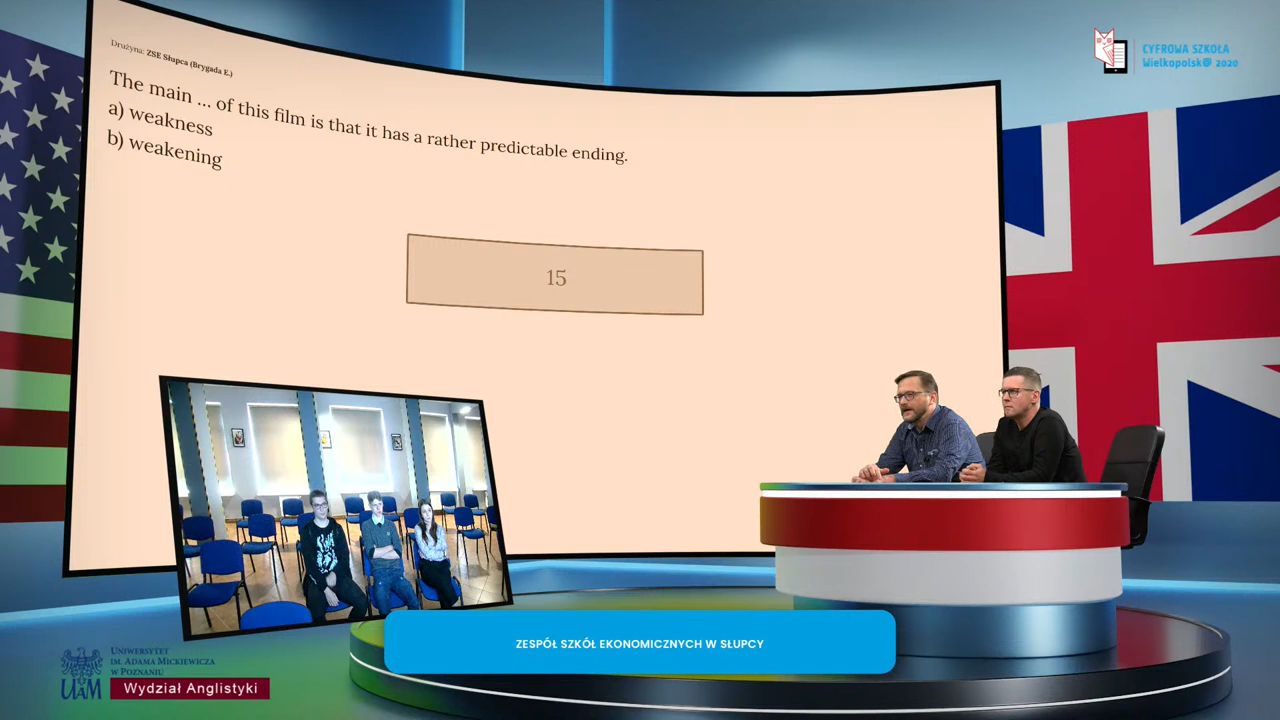 Drużyna: ZSE Słupca (Brygada E.)
The main ... of this film is that it has a rather predictable ending.
a) weakness
b) weakening
15
CYFROWA SZKOŁA
Wielkopolsk@ 2020
ZESPÓŁ SZKÓŁ EKONOMICZNYCH W SŁUPCY
UNIWERSYTET
IM. ADAMA MICKIEWICZA
W POZNANIU
UAM
Wydział Anglistyki